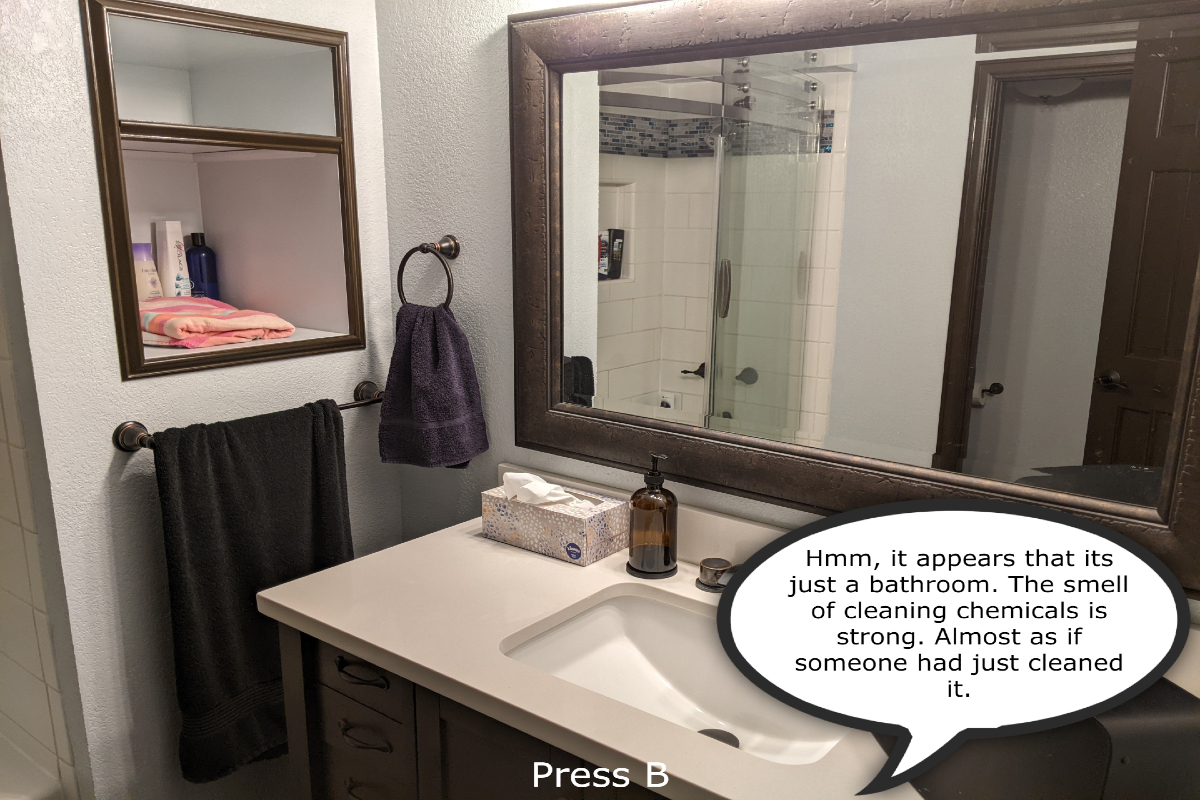 Hmm, it appears that its
just a bathroom. The smell
of cleaning chemicals is
strong. Almost as if
someone had just cleaned
it.
Press B